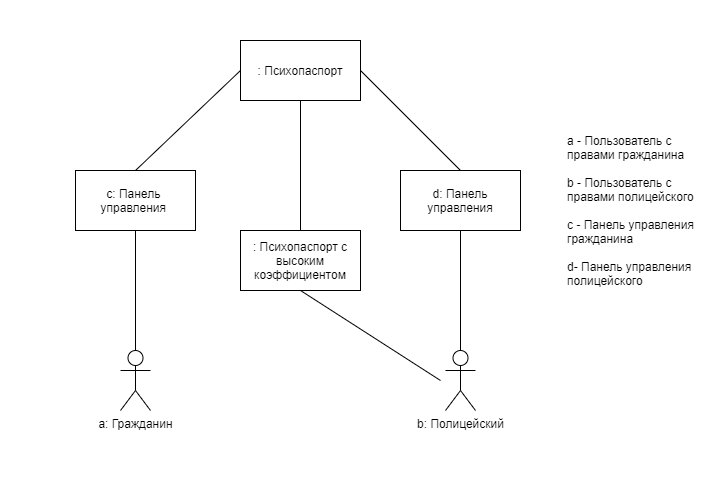 : Психопаспорт
c: Панель
управления
d: Панель
управления
: Психопаспорт с
высоким
коэффициентом
a: Гражданин
b: Полицейский
a - Пользователь с
правами гражданина
b - Пользователь с
правами полицейского
c - Панель управления
гражданина
d- Панель управления
полицейского